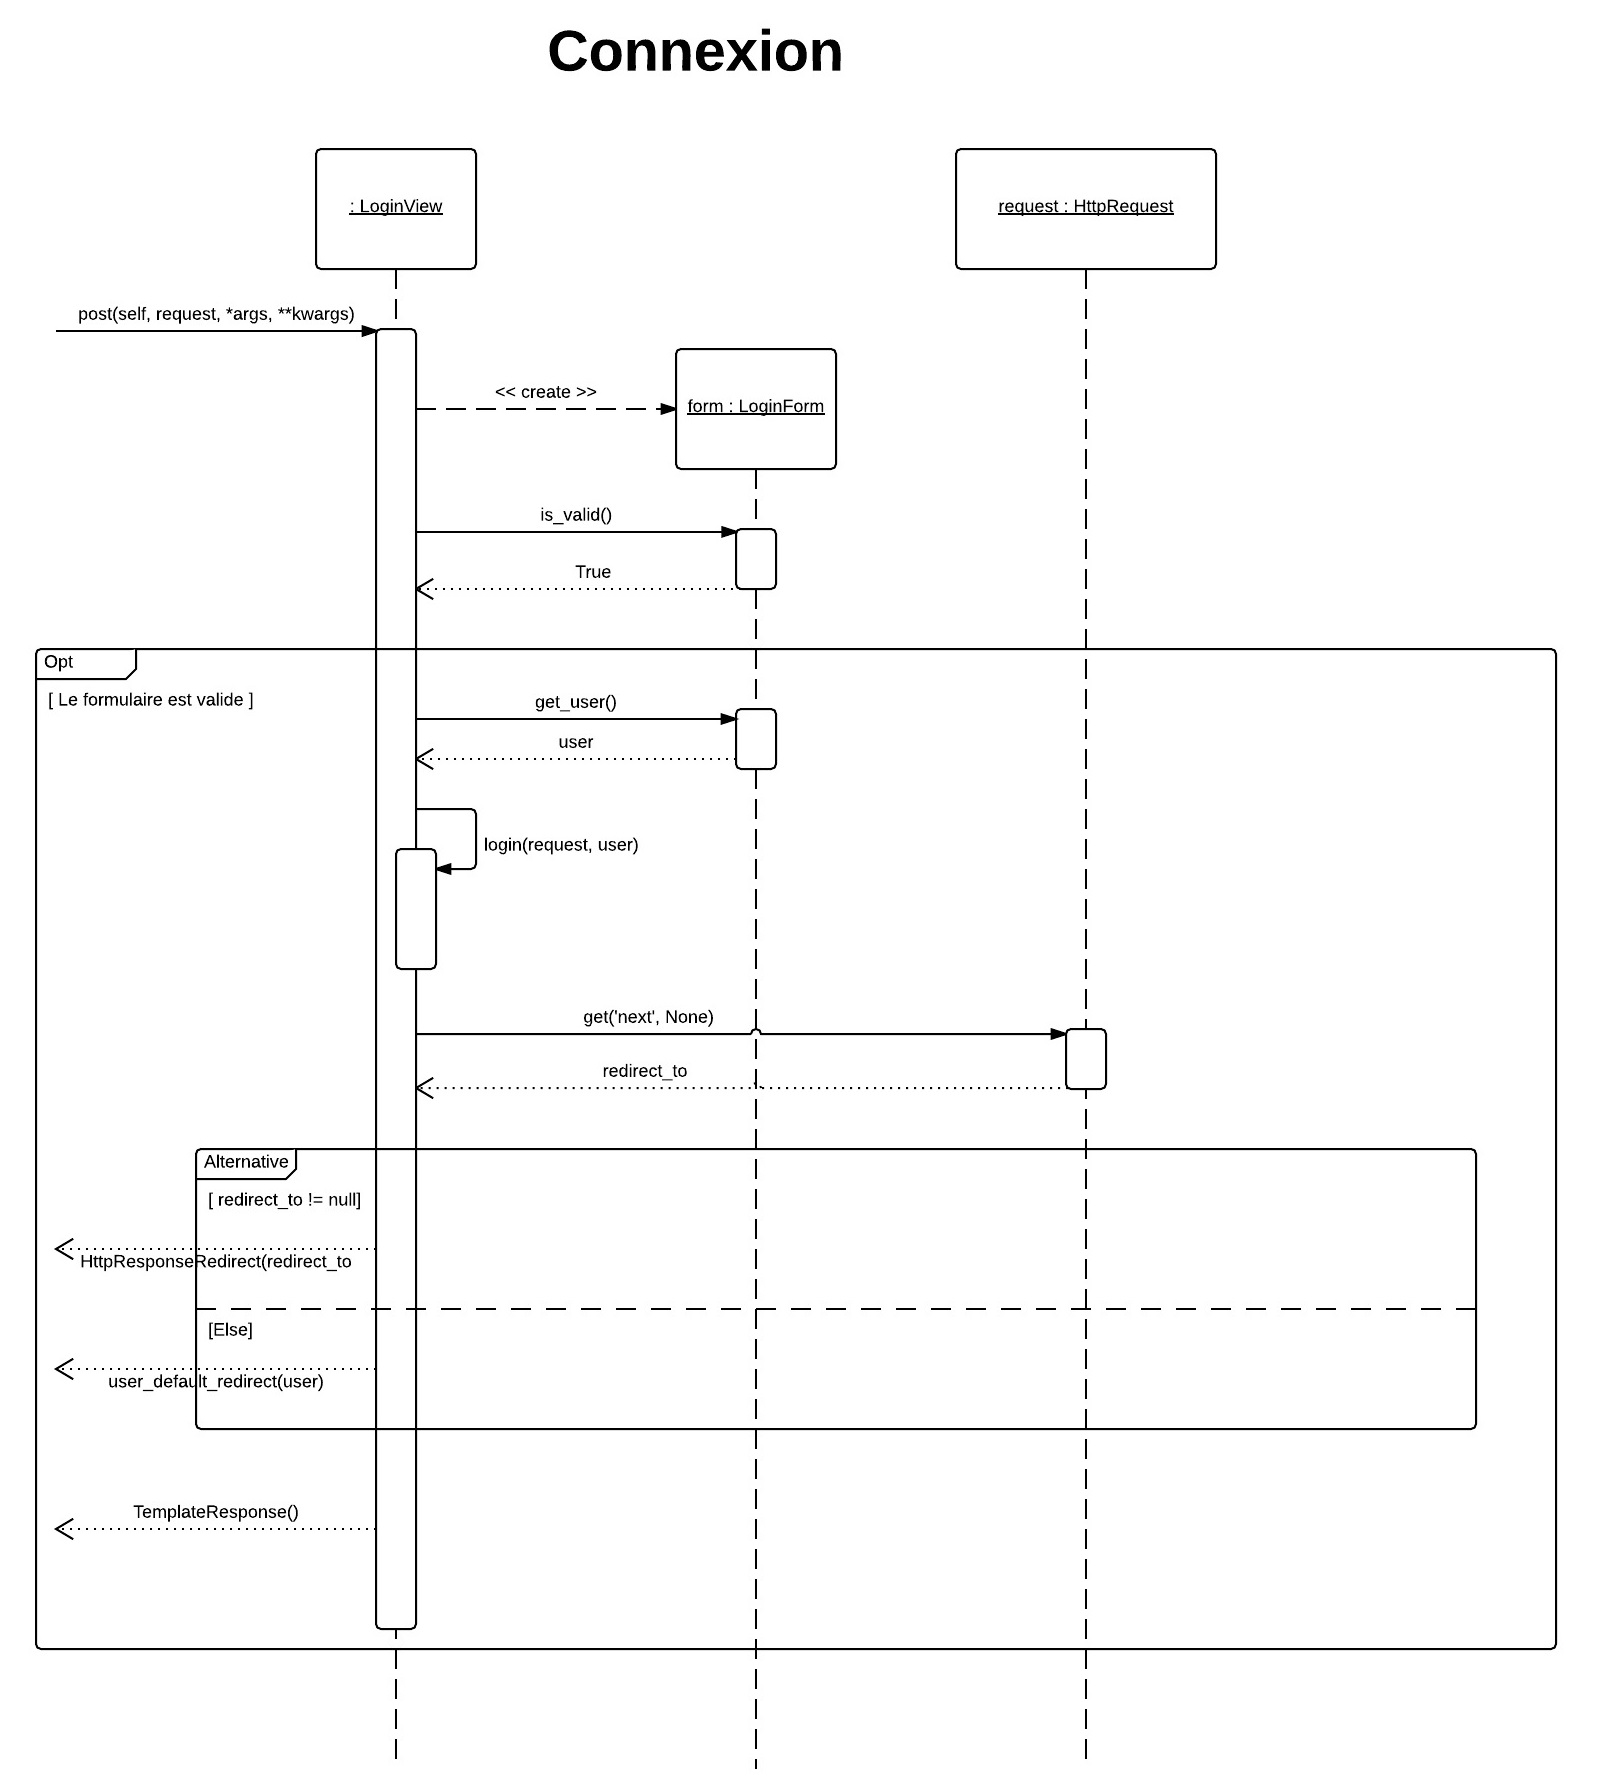 Connexion
: LoginView
request : HttpRequest
post(self, request, *args, **kwargs)
<< create >>
form : LoginForm
is_valid()
True
Opt
[ Le formulaire est valide ]
get_user()
user
login(request, user)
get('next', None)
redirect_to
Alternative
[ redirect_to != null]
HttpResponseRedirect(redirect_to
[Else]
user_default_redirect(user)
TemplateResponse()